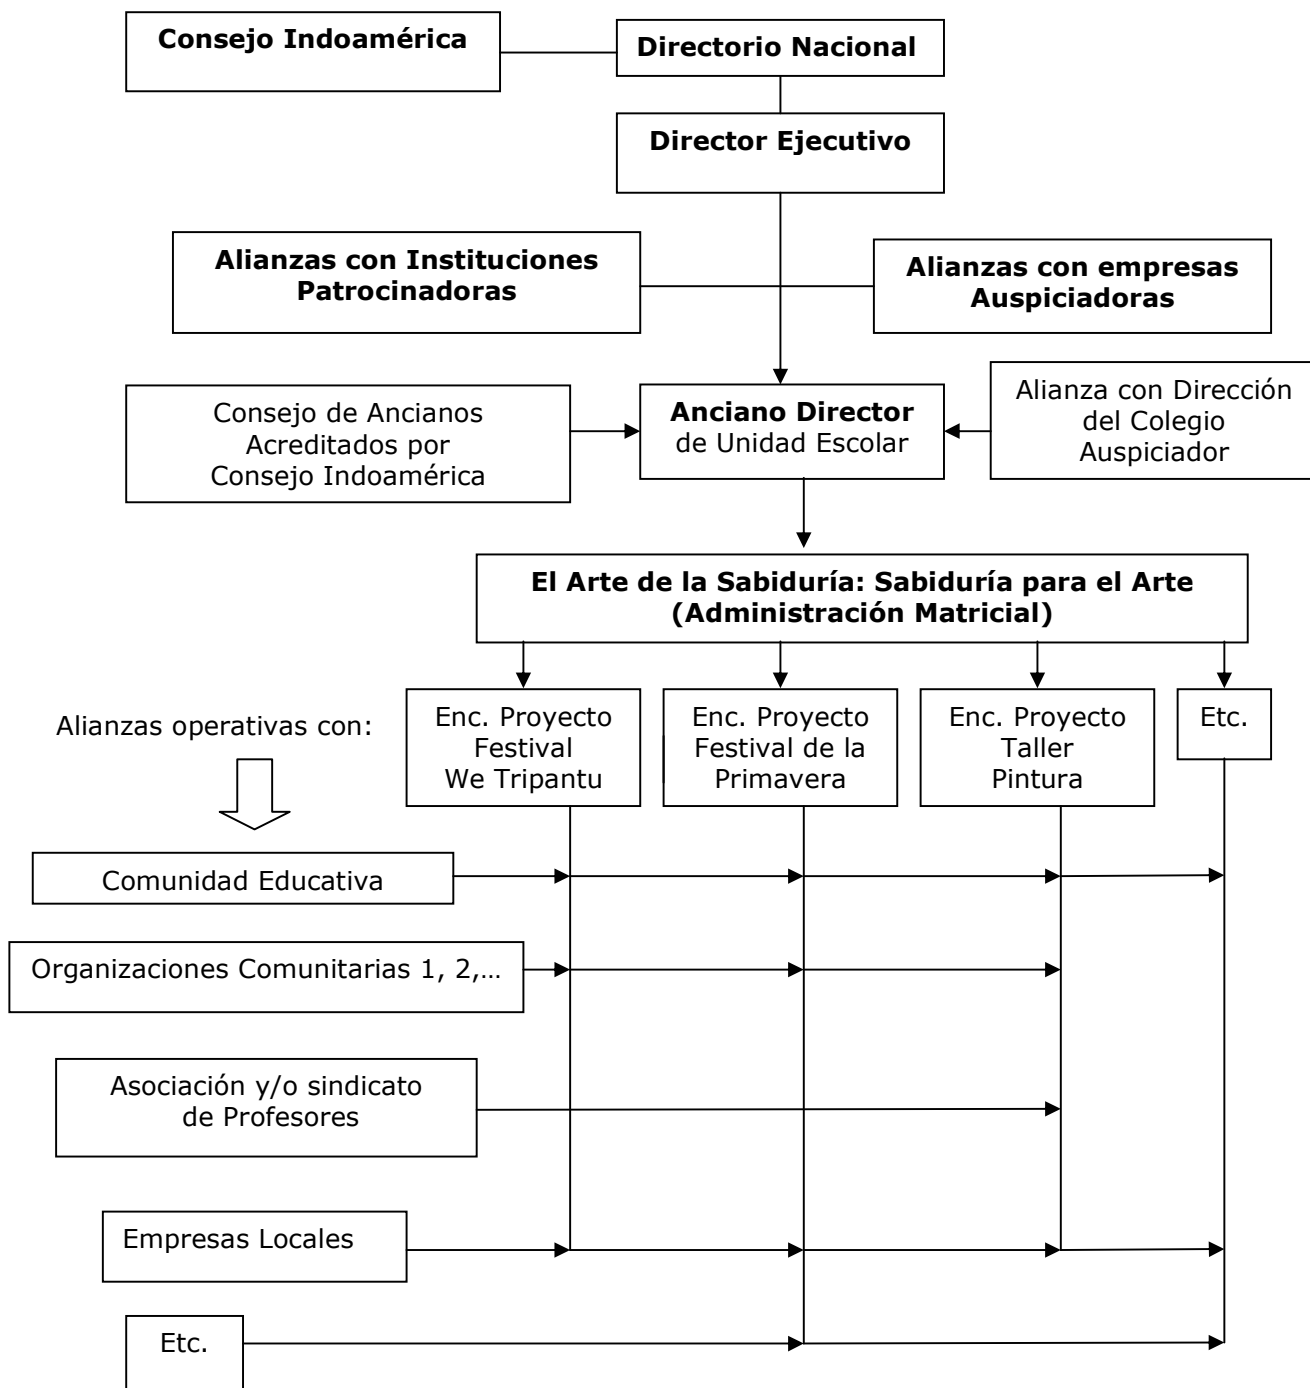 Consejo Indoamérica
Directorio Nacional
Director Ejecutivo
Alianzas con Instituciones
Patrocinadoras
Alianzas con empresas
Auspiciadoras
Consejo de Ancianos
Acreditados por
Consejo Indoamérica
Anciano Director
de Unidad Escolar
Alianza con Dirección
del Colegio
Auspiciador
El Arte de la Sabiduría: Sabiduría para el Arte
(Administración Matricial)
Alianzas operativas con:
Enc. Proyecto
Festival
We Tripantu
Enc. Proyecto
Festival de la
Primavera
Enc. Proyecto
Taller
Pintura
Etc.
Comunidad Educativa
Organizaciones Comunitarias 1, 2,...
Asociación y/o sindicato
de Profesores
Empresas Locales
Etc.